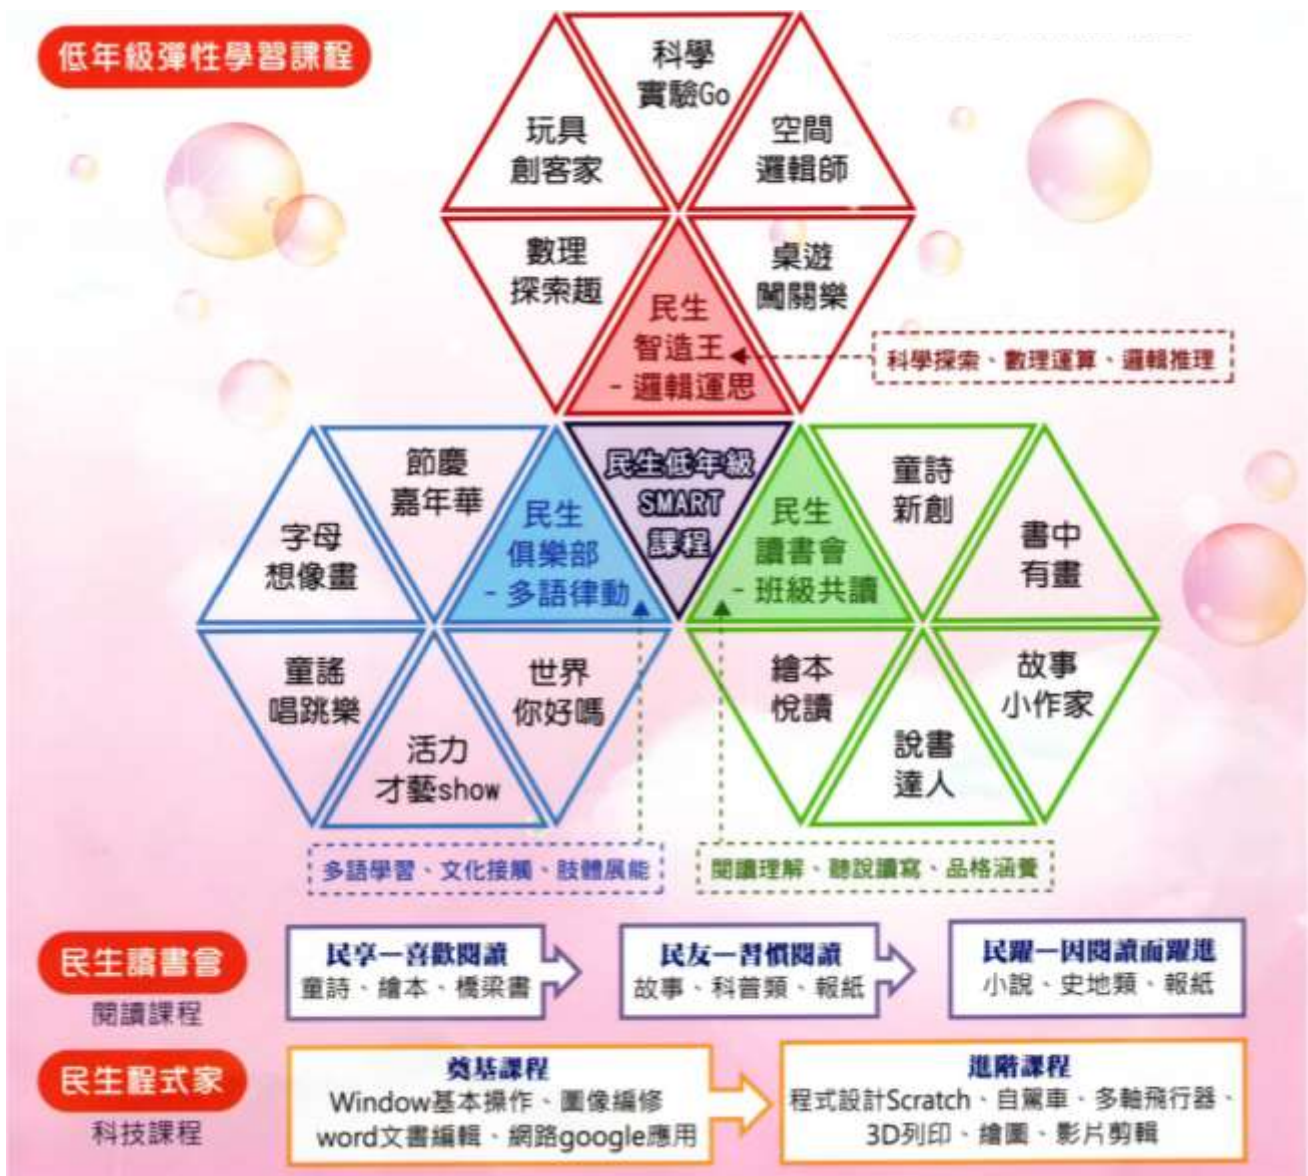 低年級彈性學習課程
科學
實驗Go
玩具
創客家
空間
邏輯師
數理
探索趣
桌遊
闖關樂
民生
智造王
- 邏輯運思
科學探索、數理運算、邏輯推理
民生低年級
SMART
課程
節慶
嘉年華
字母
想像畫
民生
俱樂部
- 多語律動
童謠
唱跳樂
活力
才藝show
世界
你好嗎
民生
讀書會
- 班級共讀
童詩
新創
書中
有畫
繪本
悅讀
說書
達人
故事
小作家
多語學習、文化接觸、肢體展能
閱讀理解、聽說讀寫、品格涵養
民生讀書會
閱讀課程
民享—喜歡閱讀
童詩、繪本、橋梁書
民友—習慣閱讀
故事、科普類、報紙
民躍—因閱讀而躍進
小說、史地類、報紙
民生程式家
科技課程
奠基課程
Window基本操作、圖像編修
word文書編輯、網路google應用
進階課程
程式設計Scratch、自駕車、多軸飛行器、
3D列印、繪圖、影片剪輯